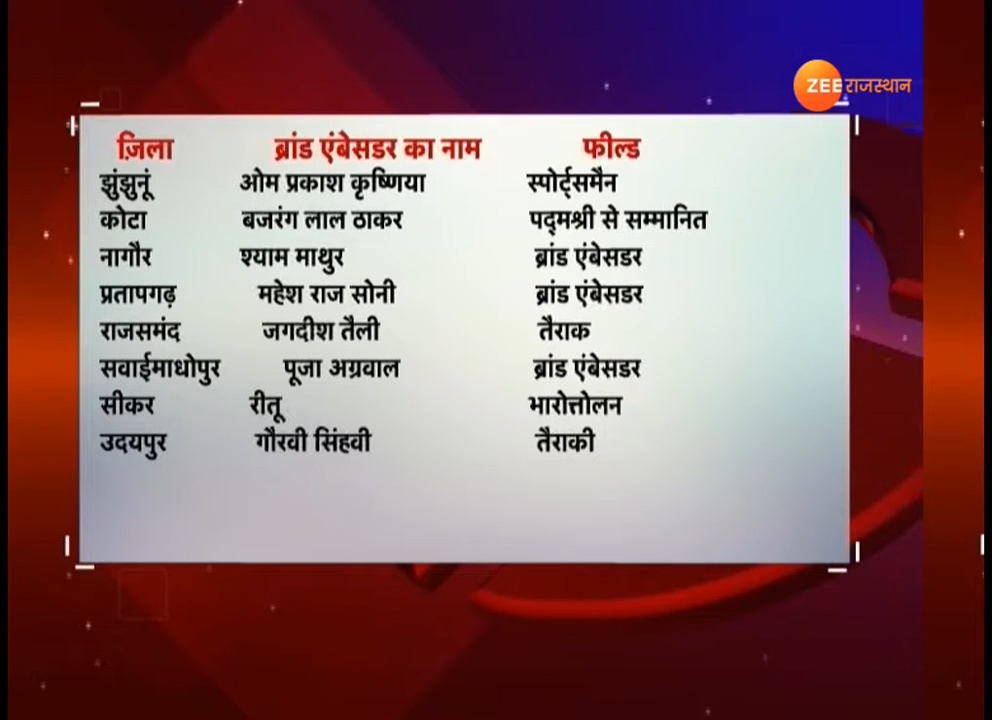 ZEE राजस्थान
ज़िला ब्रांड एंबेसडर का नाम फील्ड
झुंझुनूं ओम प्रकाश कृष्णिया स्पोर्ट्समैन
कोटा बजरंग लाल ठाकर पद्मश्री से सम्मानित
नागौर श्याम माथुर ब्रांड एंबेसडर
प्रतापगढ़ महेश राज सोनी ब्रांड एंबेसडर
राजसमंद जगदीश तैली तैराक
सवाईमाधोपुर पूजा अग्रवाल ब्रांड एंबेसडर
सीकर रीतू भारोत्तोलन
उदयपुर गौरवी सिंहवी तैराकी